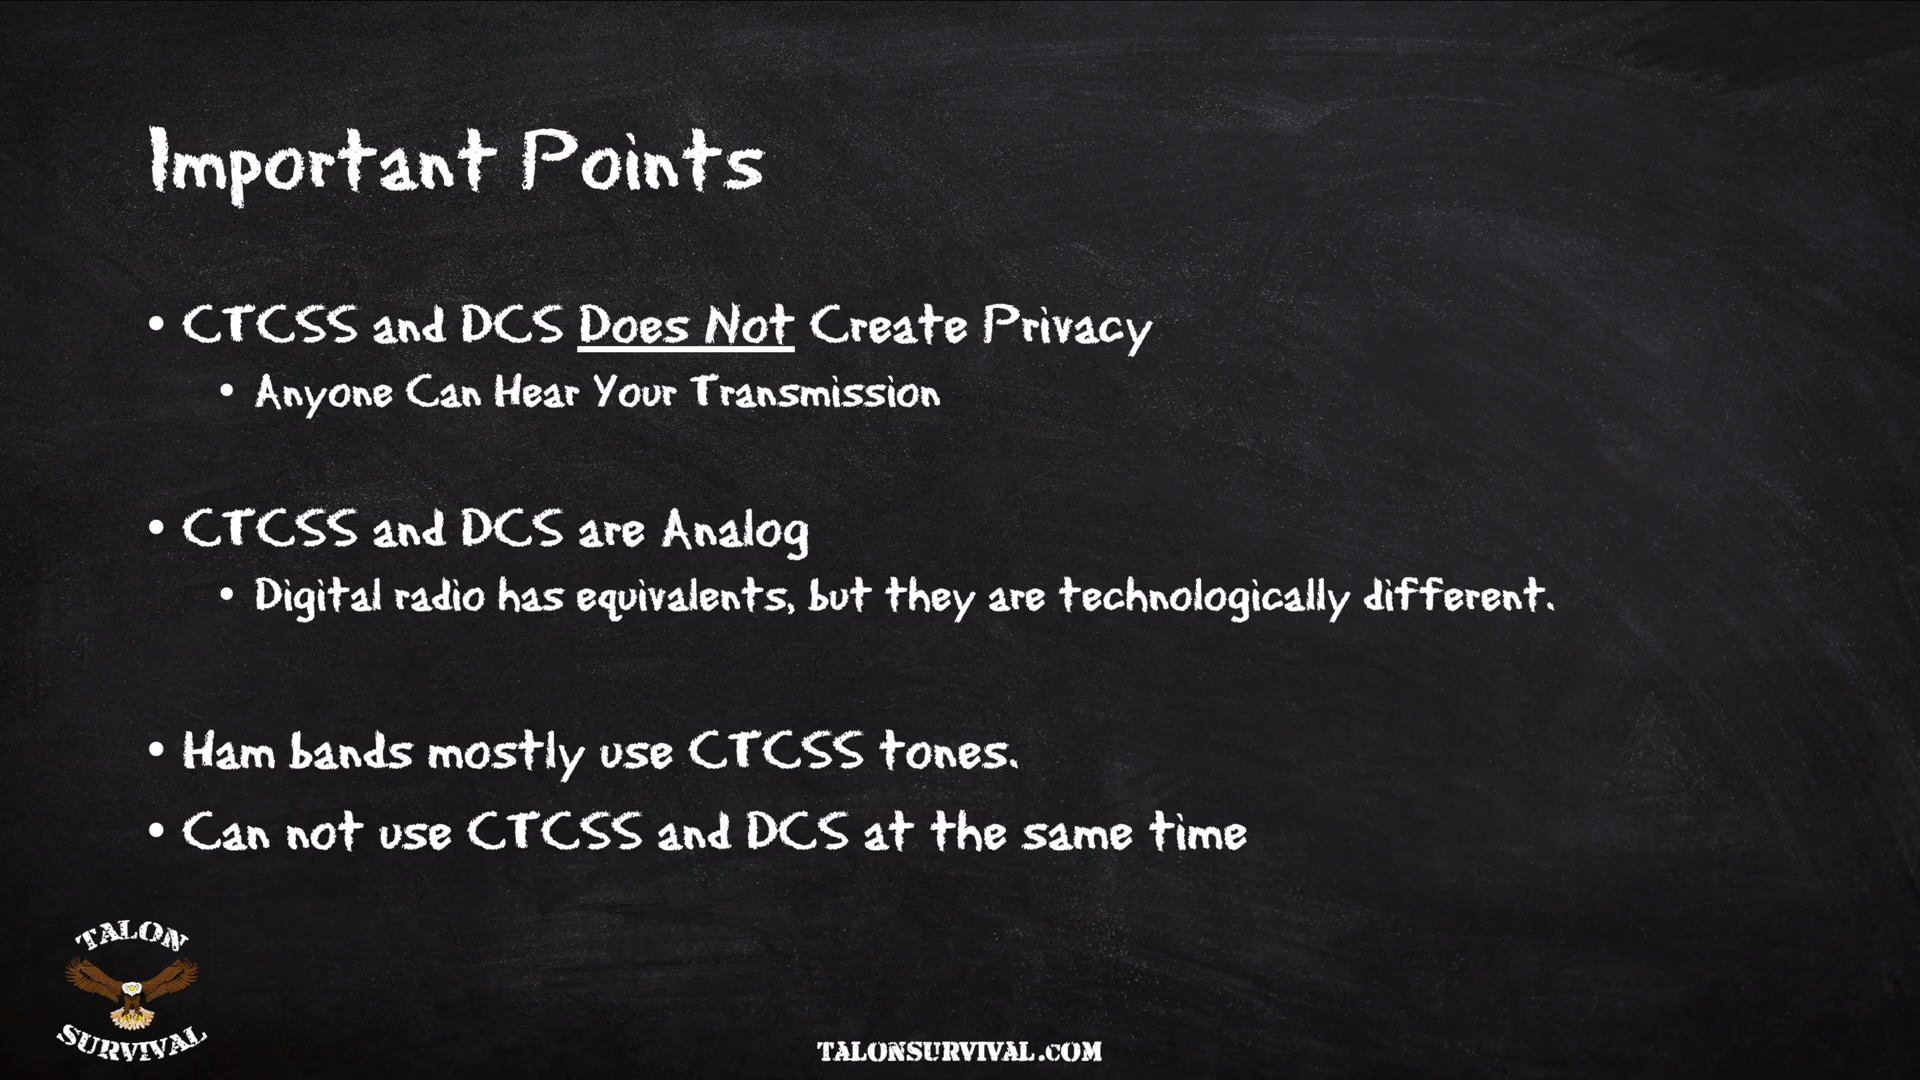 Important Points
• CTCSS and DCS Does Not Create Privacy
• Anyone Can Hear Your Transmission
• CTCSS and DCS are Analog
• Digital radio has equivalents, but they are technologically different.
• Ham bands mostly use CTCSS tones.
• Can not use CTCSS and DCS at the same time
TALON
SURVIVAL
TALONSURVIVAL.COM